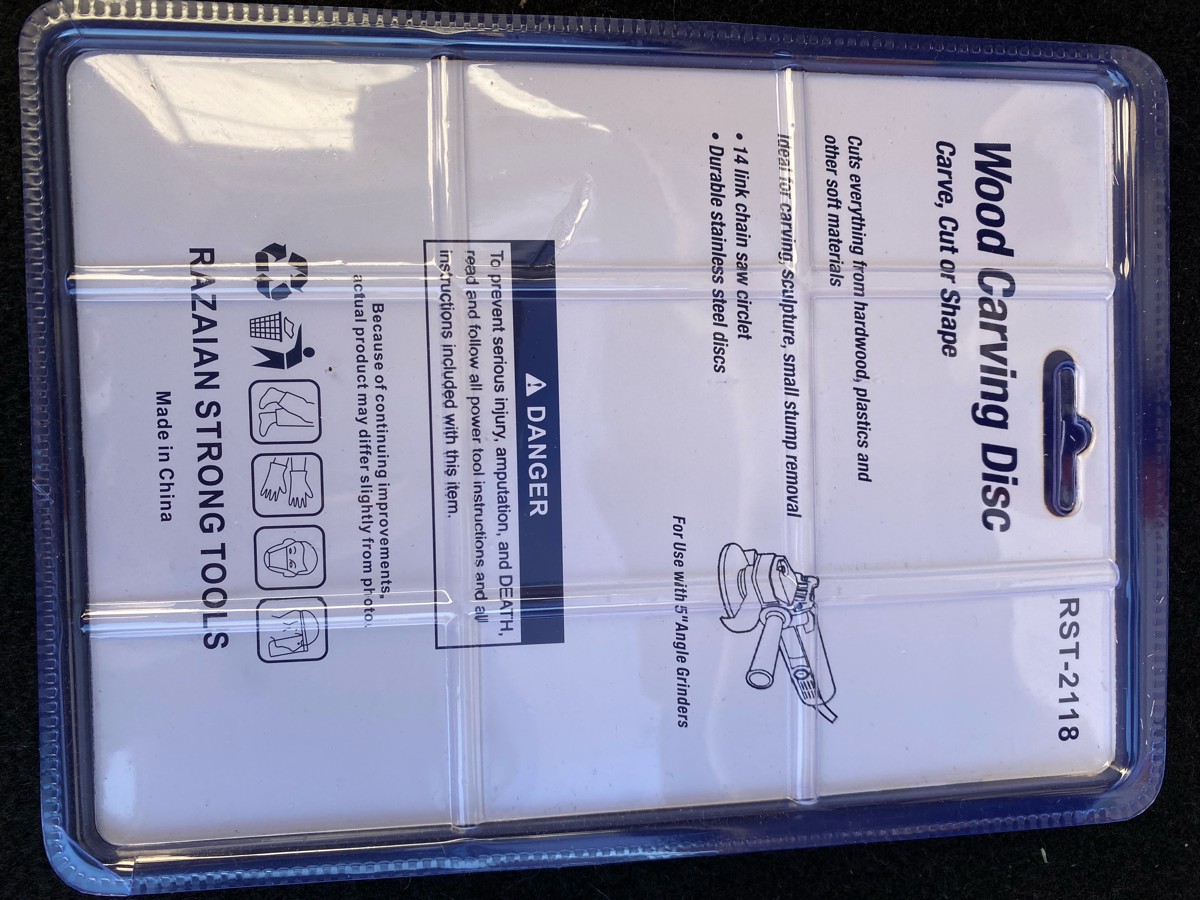 RST-2118
Wood Carving Disc
Carve, Cut or Shape
Cuts everything from hardwood, plastics and
other soft materials
ideal for carving, sculpture, small stump removal
• 14 link chain saw circlet
• Durable stainless steel discs
For Use with 5"Angle Grinders
⚠ DANGER
To prevent serious injury, amputation, and DEATH,
read and follow all power tool instructions and all
instructions included with this item.
Because of continuing improvements,
actual product may differ slightly from photo.
RAZAIAN STRONG TOOLS
Made in China